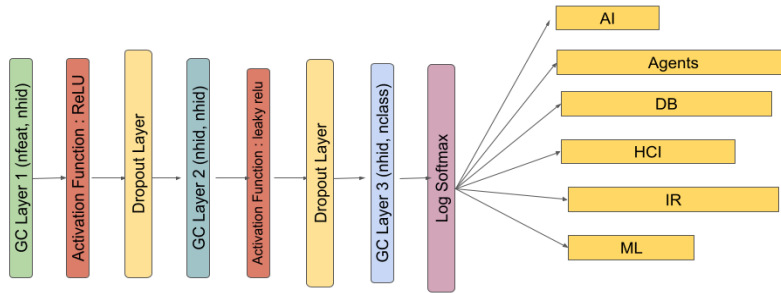 GC Layer 1 (nfeat, nhid)
Activation Function : ReLU
Dropout Layer
GC Layer 2 (nhid, nhid)
Activation Function : leaky relu
Dropout Layer
GC Layer 3 (nhid, nclass)
Log Softmax
AI
Agents
DB
HCI
IR
ML